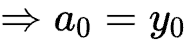 ⇒ a₀ = y₀